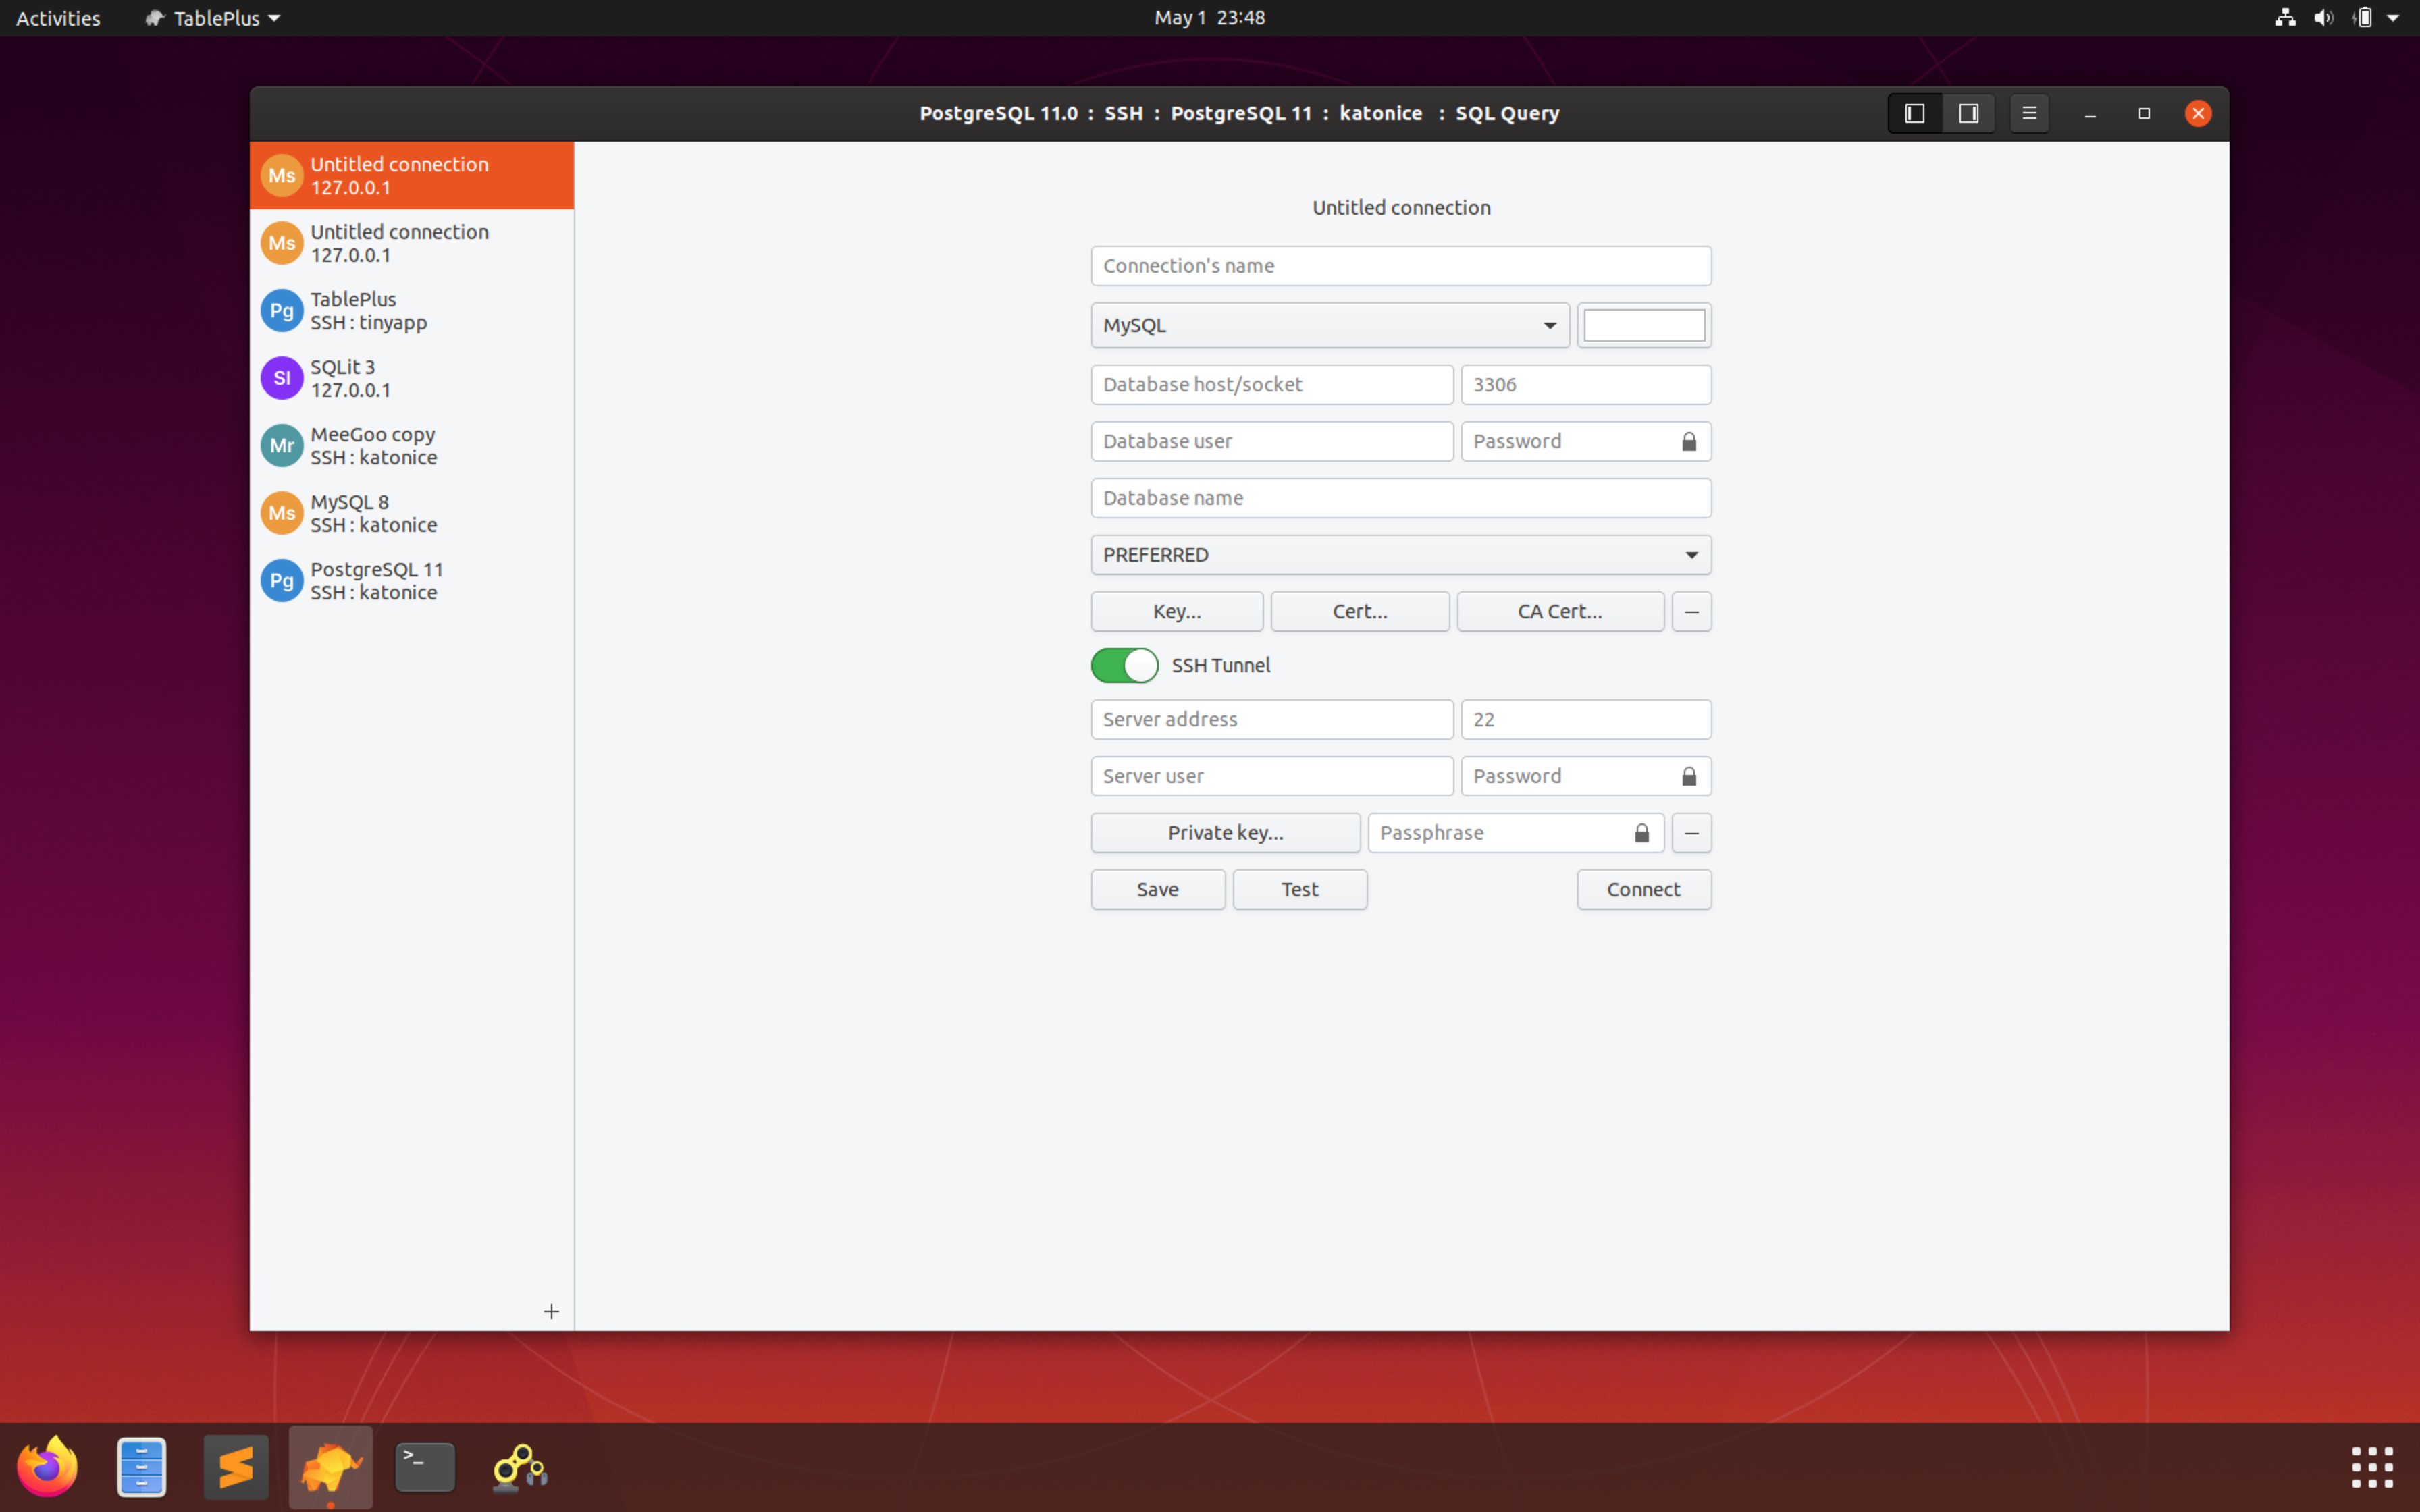 Activities TablePlus May 1 23:48
PostgreSQL 11.0 : SSH : PostgreSQL 11 : katonice : SQL Query
Ms Untitled connection
127.0.0.1
Ms Untitled connection
127.0.0.1
Pg TablePlus
SSH : tinyapp
Sl SQLit 3
127.0.0.1
Mr MeeGoo copy
SSH : katonice
Ms MySQL 8
SSH : katonice
Pg PostgreSQL 11
SSH : katonice
Untitled connection
Connection's name
MySQL
Database host/socket 3306
Database user Password
Database name
PREFERRED
Key... Cert... CA Cert...
SSH Tunnel
Server address 22
Server user Password
Private key... Passphrase
Save Test Connect